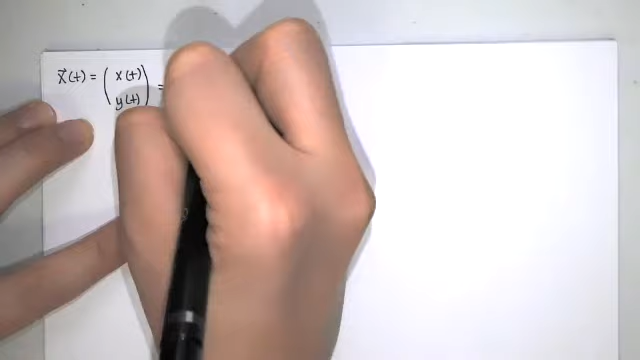 x⃗(t) = ( x(t)
y(t) ) =